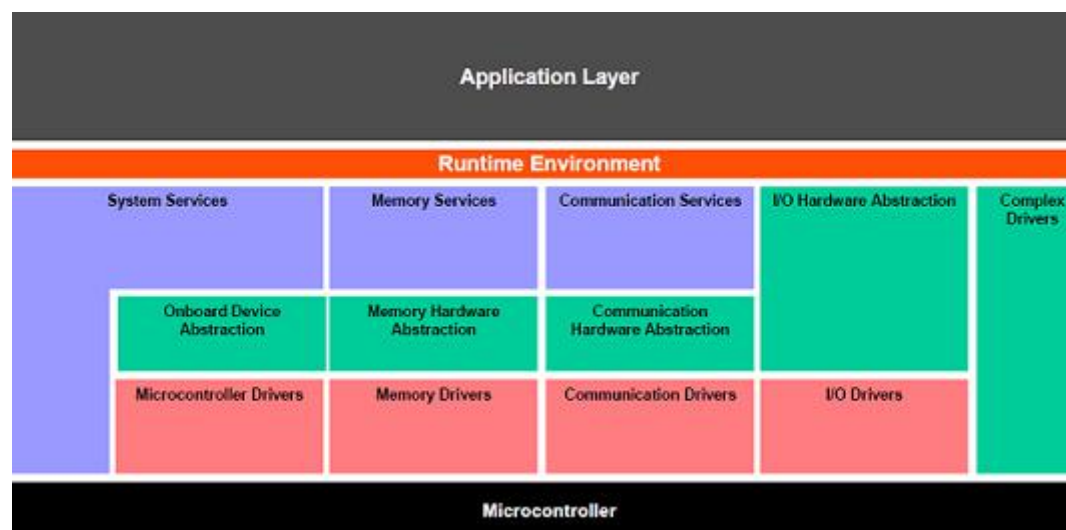 Application Layer
Runtime Environment
System Services
Memory Services
Communication Services
I/O Hardware Abstraction
Complex
Drivers
Onboard Device
Abstraction
Memory Hardware
Abstraction
Communication
Hardware Abstraction
Microcontroller Drivers
Memory Drivers
Communication Drivers
I/O Drivers
Microcontroller